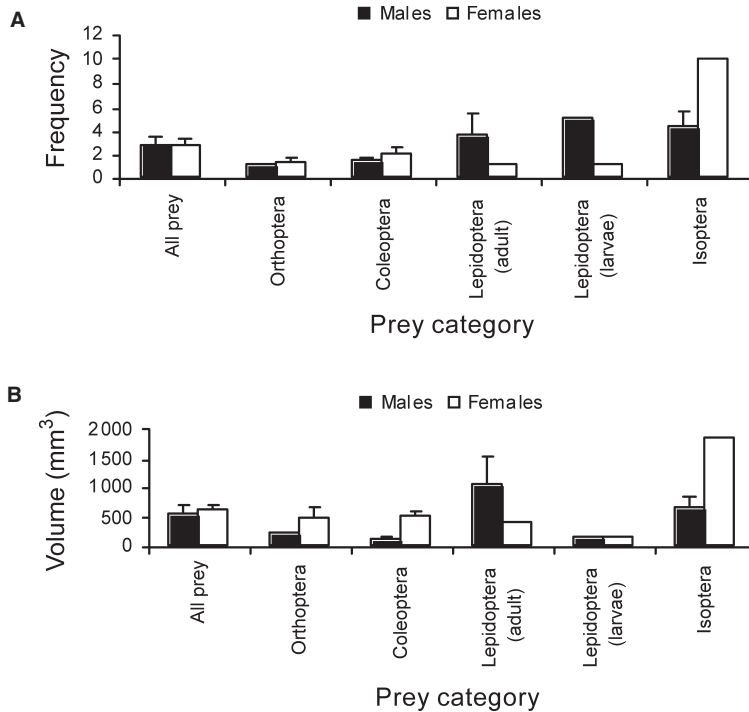 A
Males Females
Frequency
12
10
8
6
4
2
0
All prey
Orthoptera
Coleoptera
Lepidoptera
(adult)
Lepidoptera
(larvae)
Isoptera
Prey category
B
Males Females
Volume (mm³)
2 000
1 500
1 000
500
0
All prey
Orthoptera
Coleoptera
Lepidoptera
(adult)
Lepidoptera
(larvae)
Isoptera
Prey category